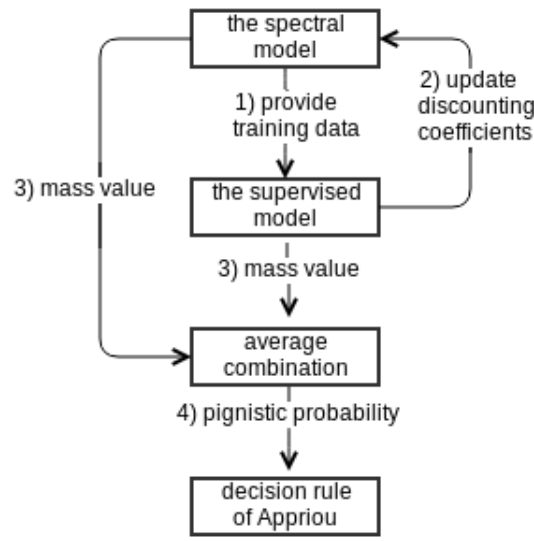 the spectral
model
1) provide
training data
2) update
discounting
coefficients
3) mass value
the supervised
model
3) mass value
average
combination
4) pignistic probability
decision rule
of Appriou